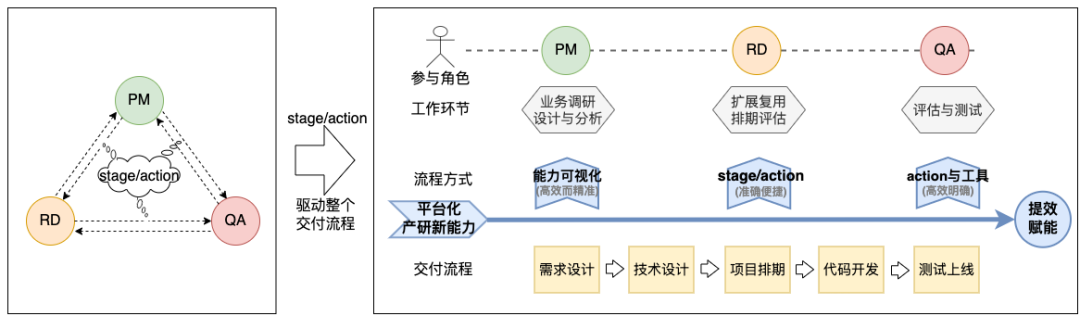 PM
stage/action
RD
QA
stage/action
驱动整个
交付流程
PM
RD
QA
参与角色
工作环节
业务调研
设计与分析
扩展复用
排期评估
评估与测试
流程方式
能力可视化
(高效而精准)
stage/action
(准确便捷)
action与工具
(高效明确)
平台化
产研新能力
提效
赋能
交付流程
需求设计
技术设计
项目排期
代码开发
测试上线